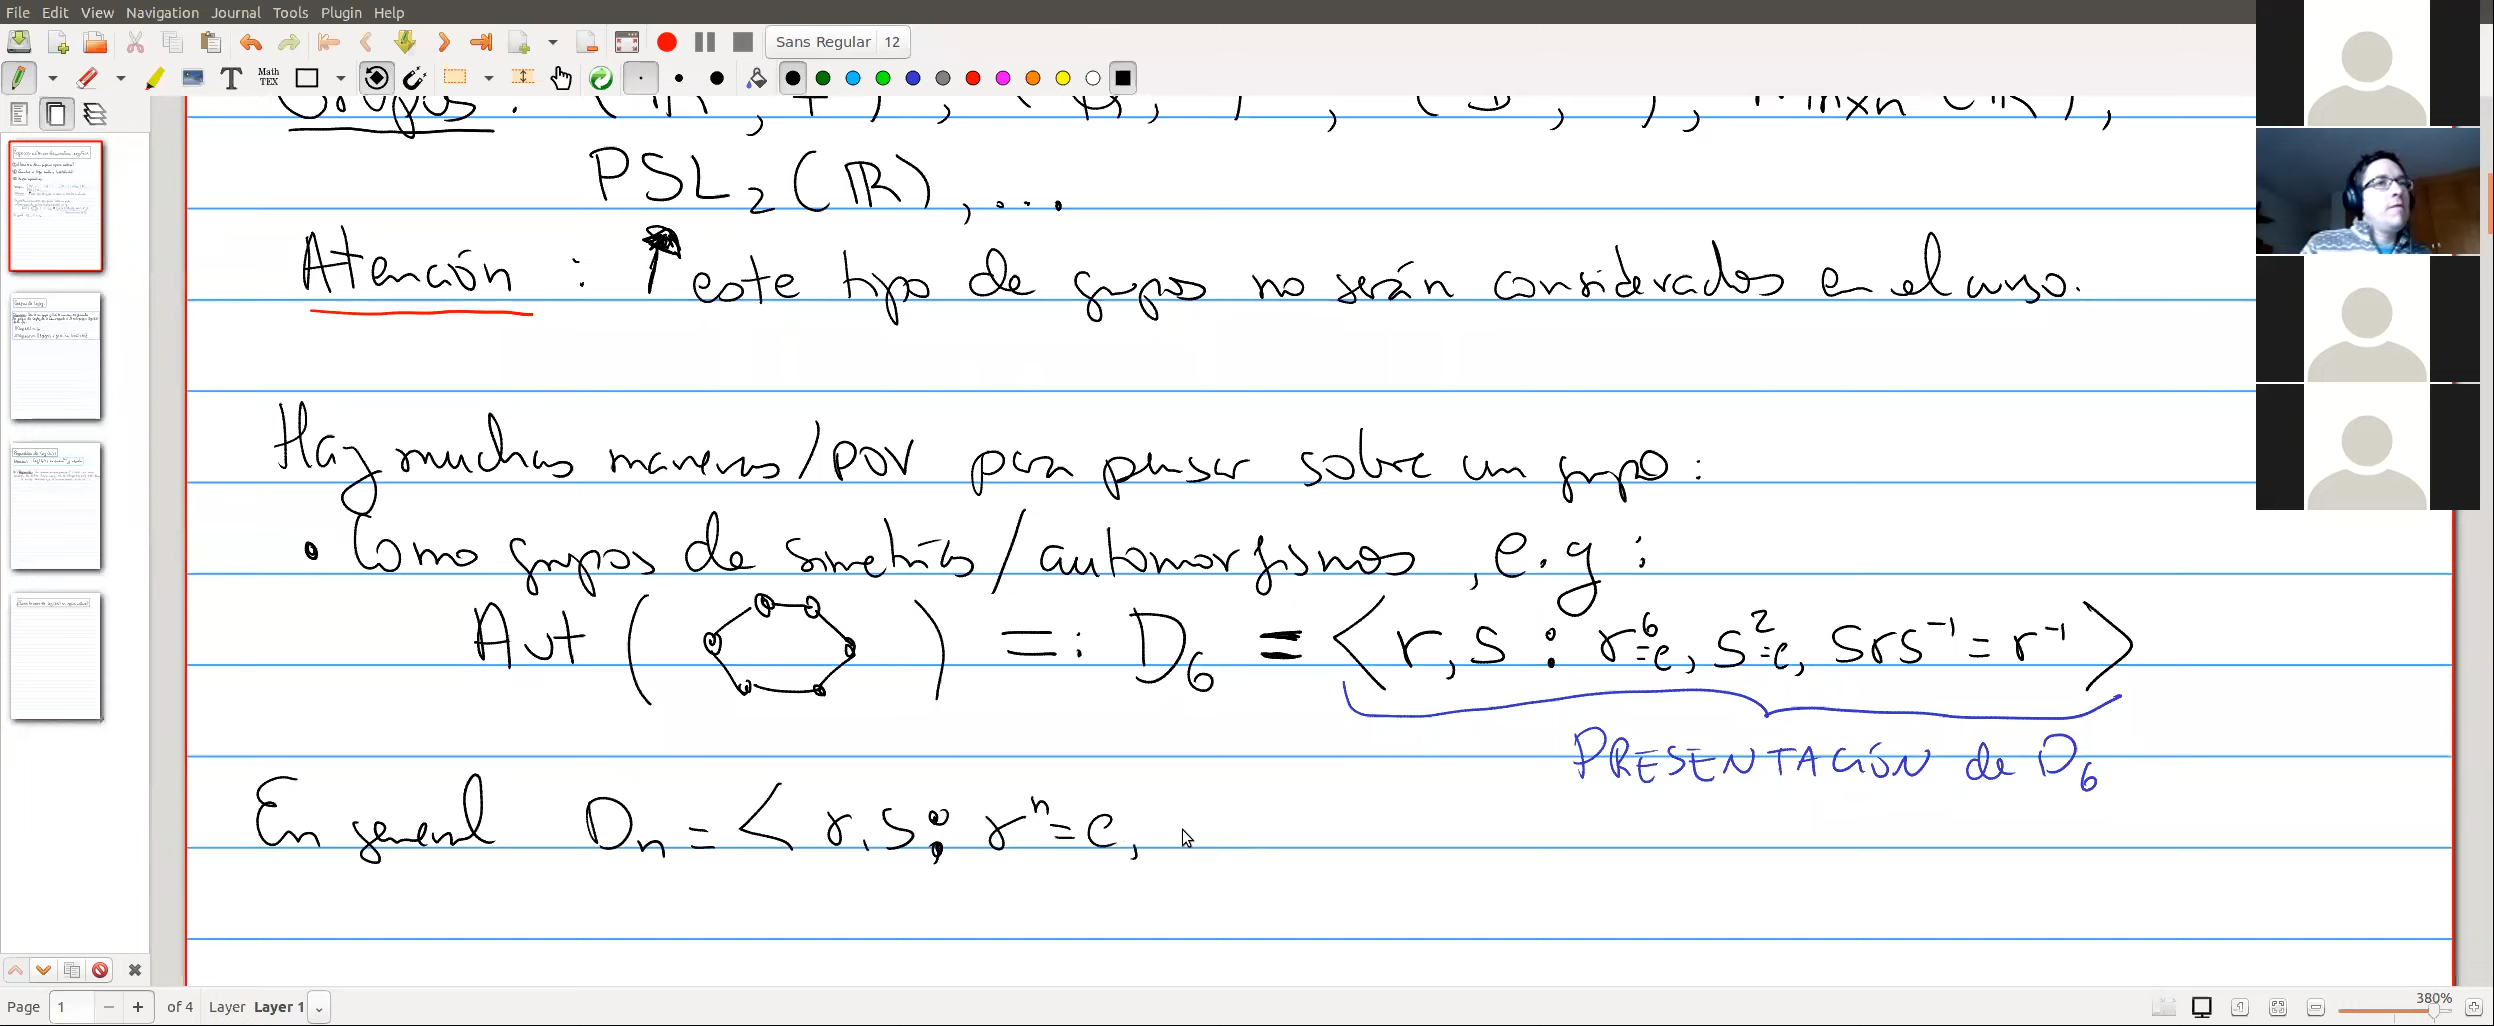 File Edit View Navigation Journal Tools Plugin Help
Sans Regular 12
Math
TEX
PSL₂(ℝ), ...
Atención : ↑ este tipo de grupos no serán considerados en el curso.
Hay muchas maneras/POV para pensar sobre un grupo:
• Como grupos de simetrías/automorfismos, e.g:
Aut ( ) =: D₆ = < r, s : r⁶=e, s²=e, srs⁻¹=r⁻¹ >
PRESENTACIÓN de D₆
En general Dₙ = < r, s : rⁿ=e,
Page 1 − + of 4 Layer Layer 1 380%